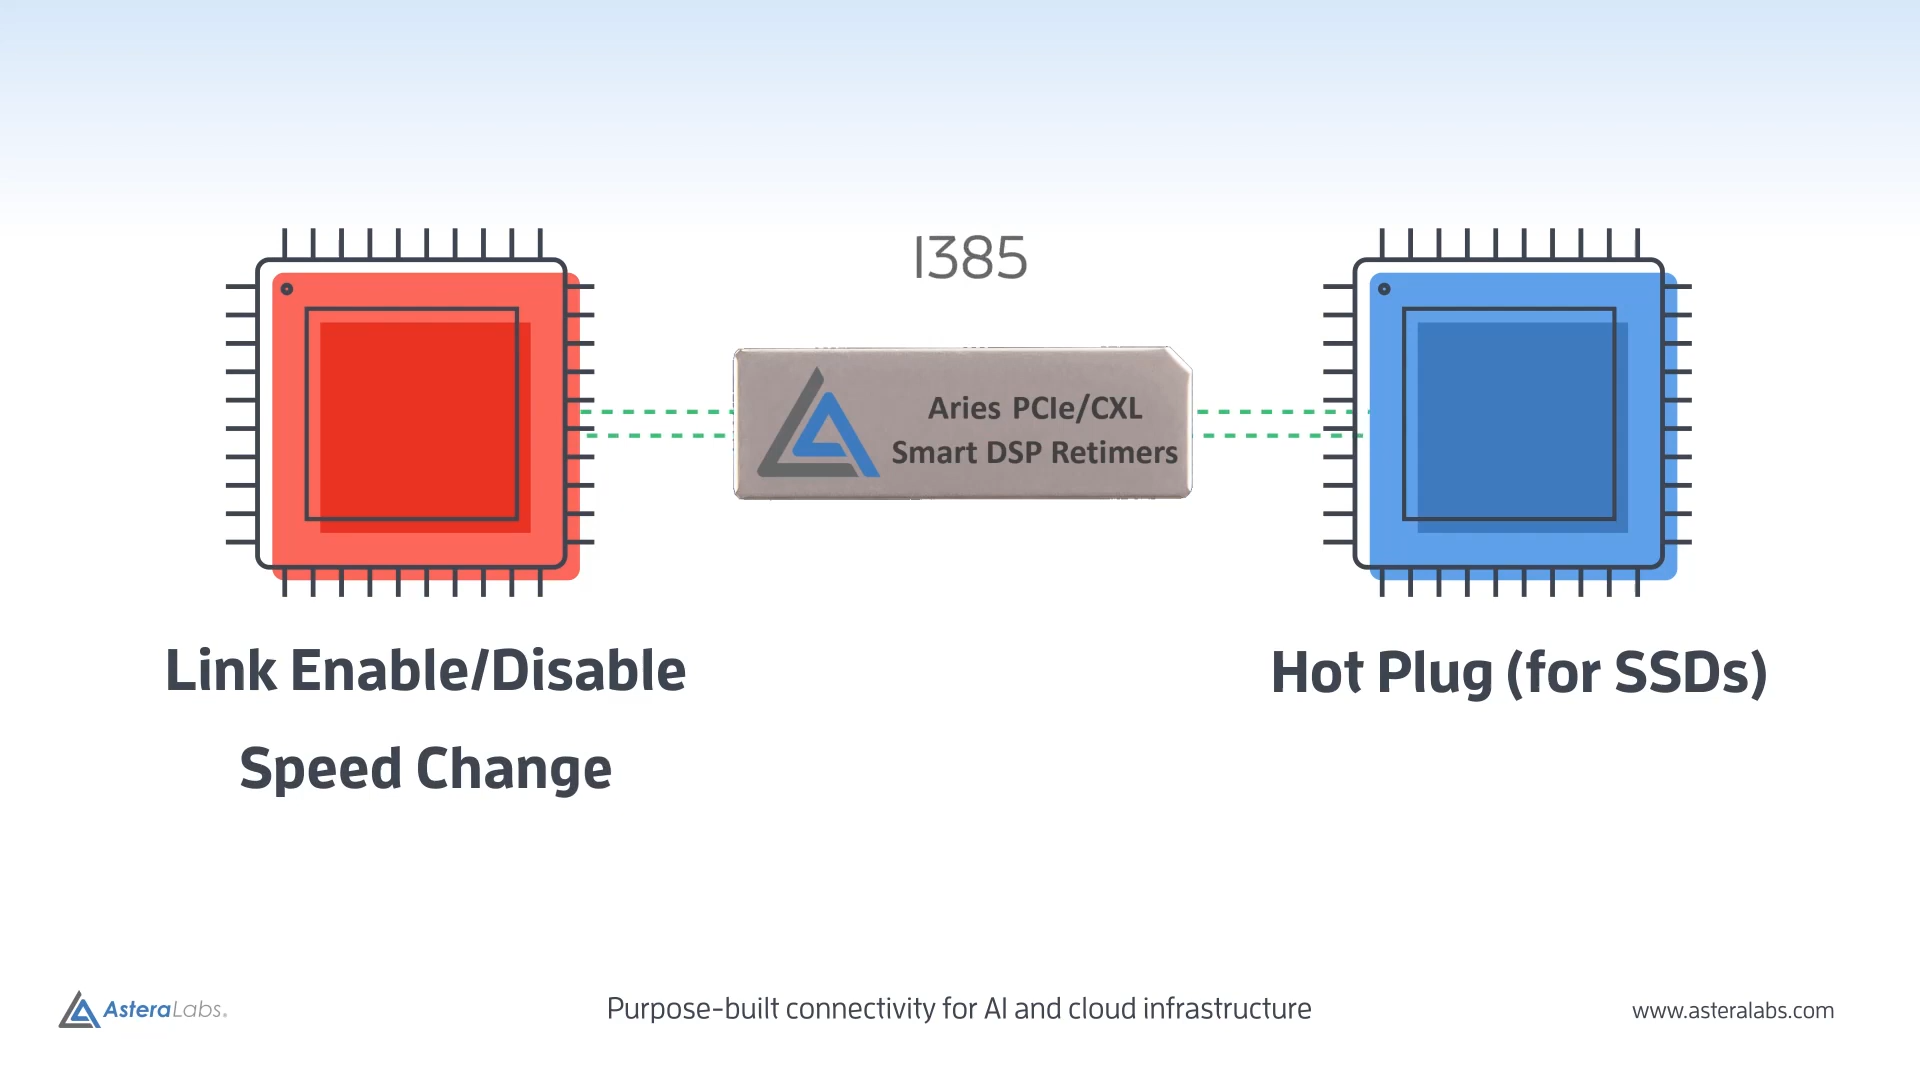 1385
Aries PCIe/CXL
Smart DSP Retimers
Link Enable/Disable
Speed Change
Hot Plug (for SSDs)
AsteraLabs®
Purpose-built connectivity for AI and cloud infrastructure
www.asteralabs.com